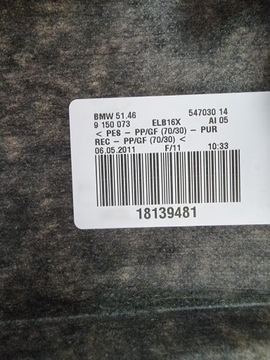 BMW 51.46 547030 14
9 150 073 ELB16X AI 05
< PES - PP/GF (70/30) - PUR
REC - PP/GF (70/30) <
06.05.2011 F/11 10:33
18139481